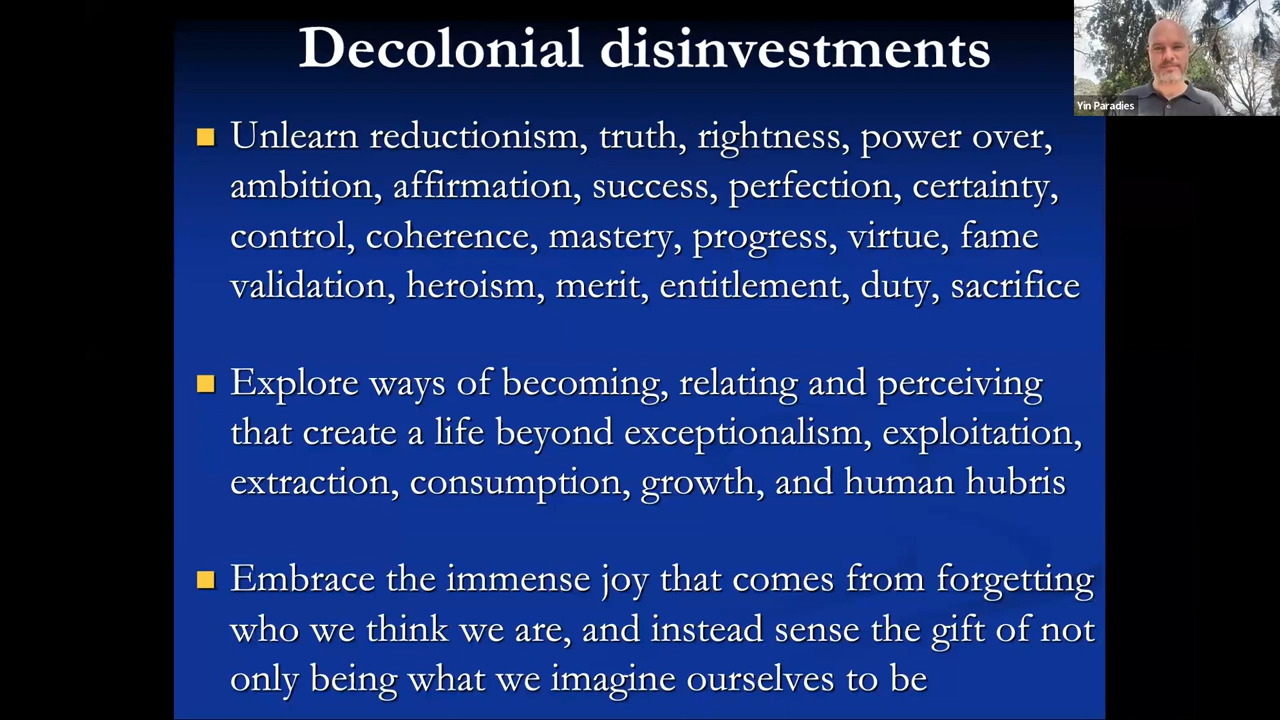 Decolonial disinvestments
Yin Paradies
Unlearn reductionism, truth, rightness, power over,
ambition, affirmation, success, perfection, certainty,
control, coherence, mastery, progress, virtue, fame
validation, heroism, merit, entitlement, duty, sacrifice
Explore ways of becoming, relating and perceiving
that create a life beyond exceptionalism, exploitation,
extraction, consumption, growth, and human hubris
Embrace the immense joy that comes from forgetting
who we think we are, and instead sense the gift of not
only being what we imagine ourselves to be